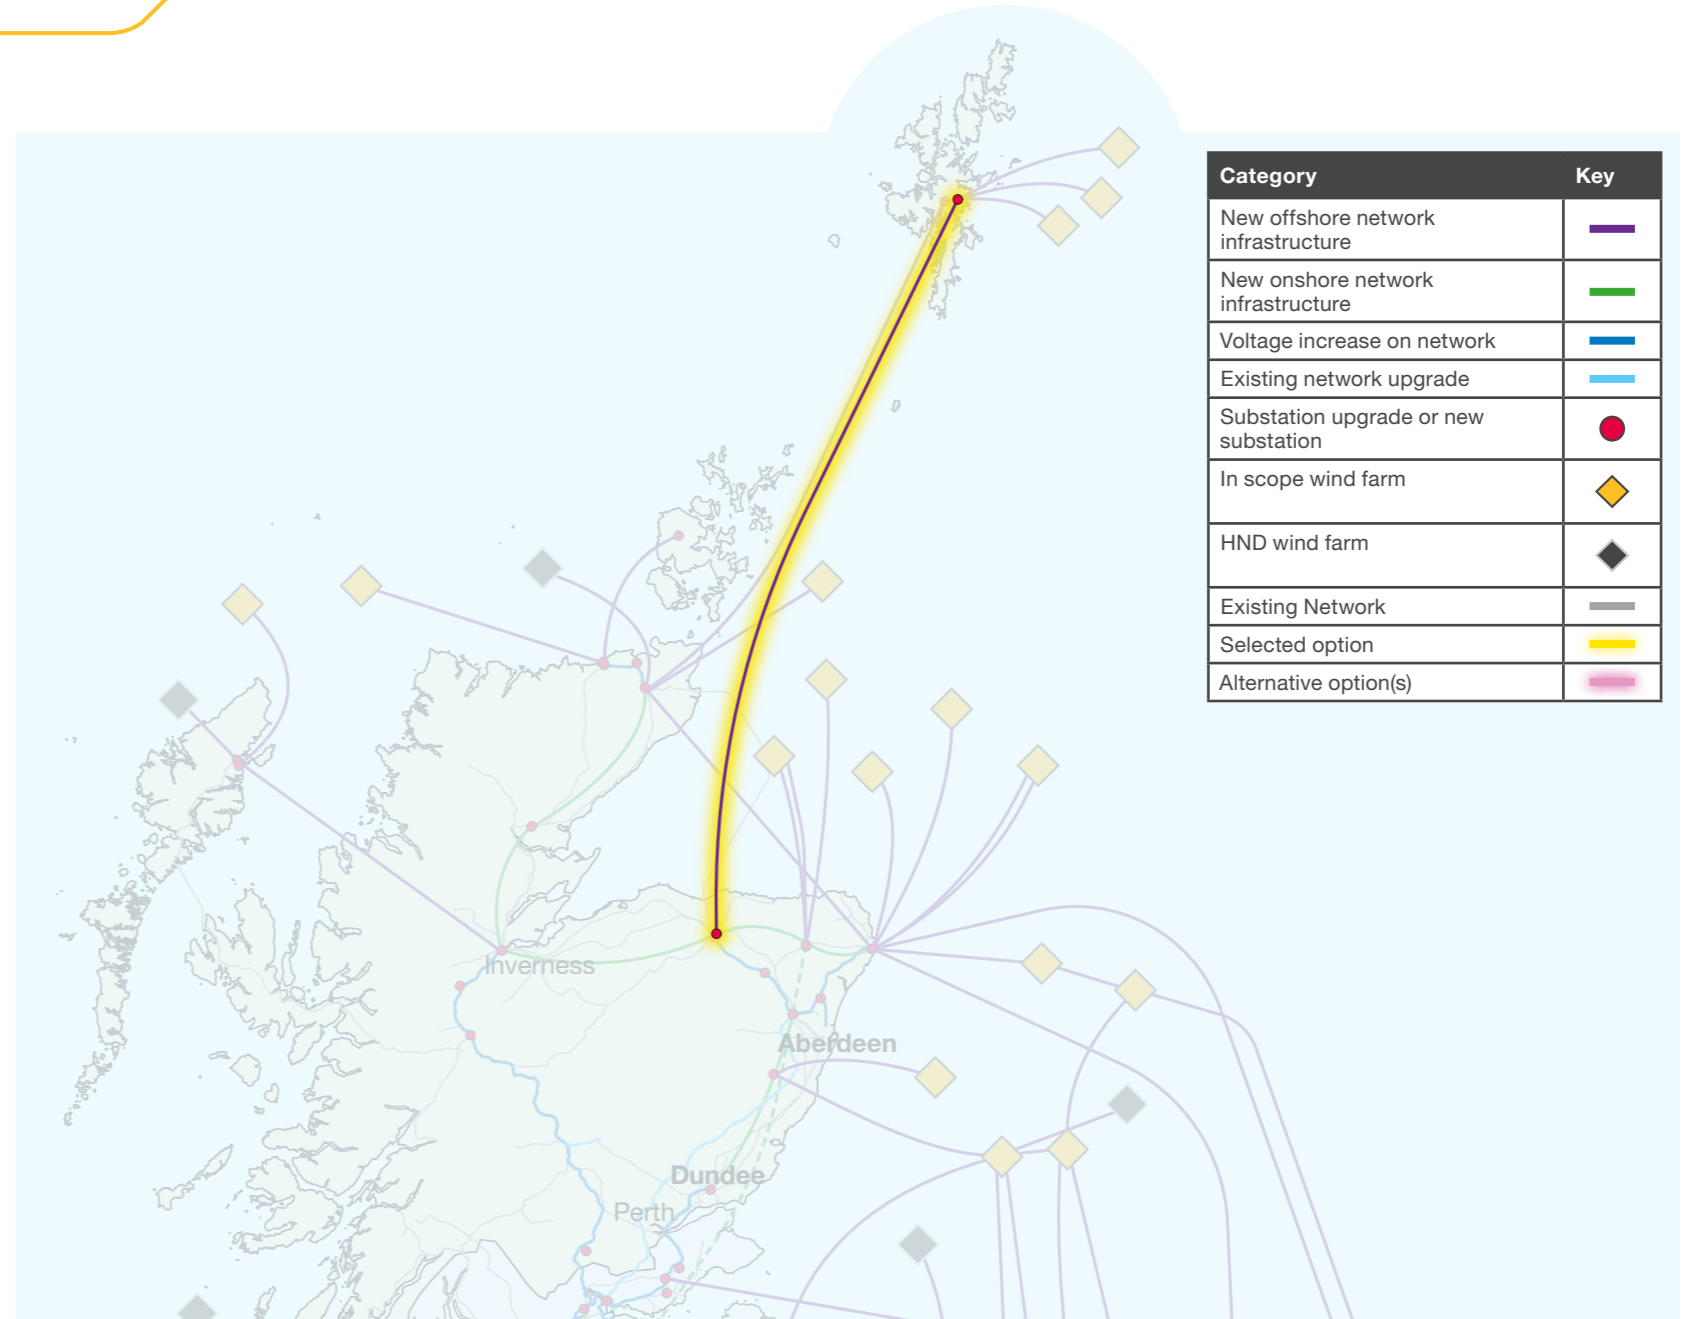 Category Key
New offshore network
infrastructure
New onshore network
infrastructure
Voltage increase on network
Existing network upgrade
Substation upgrade or new
substation
In scope wind farm
HND wind farm
Existing Network
Selected option
Alternative option(s)
Inverness
Aberdeen
Dundee
Perth